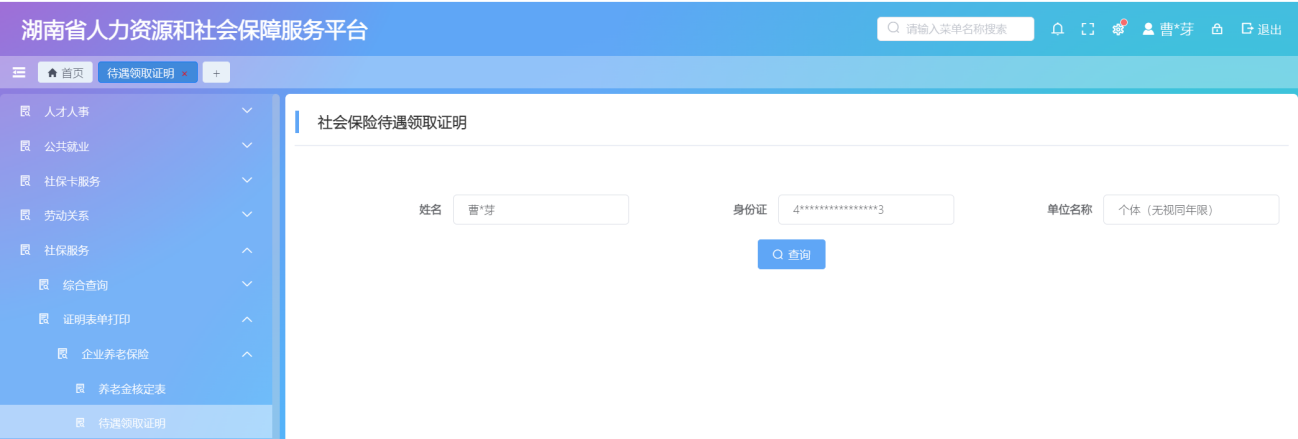 湖南省人力资源和社会保障服务平台
请输入菜单名称搜索
曹*芽
退出
首页
待遇领取证明 ×
+
人才人事
公共就业
社保卡服务
劳动关系
社保服务
综合查询
证明表单打印
企业养老保险
养老金核定表
待遇领取证明
社会保险待遇领取证明
姓名 曹*芽 身份证 4****************3 单位名称 个体（无视同年限）
查询